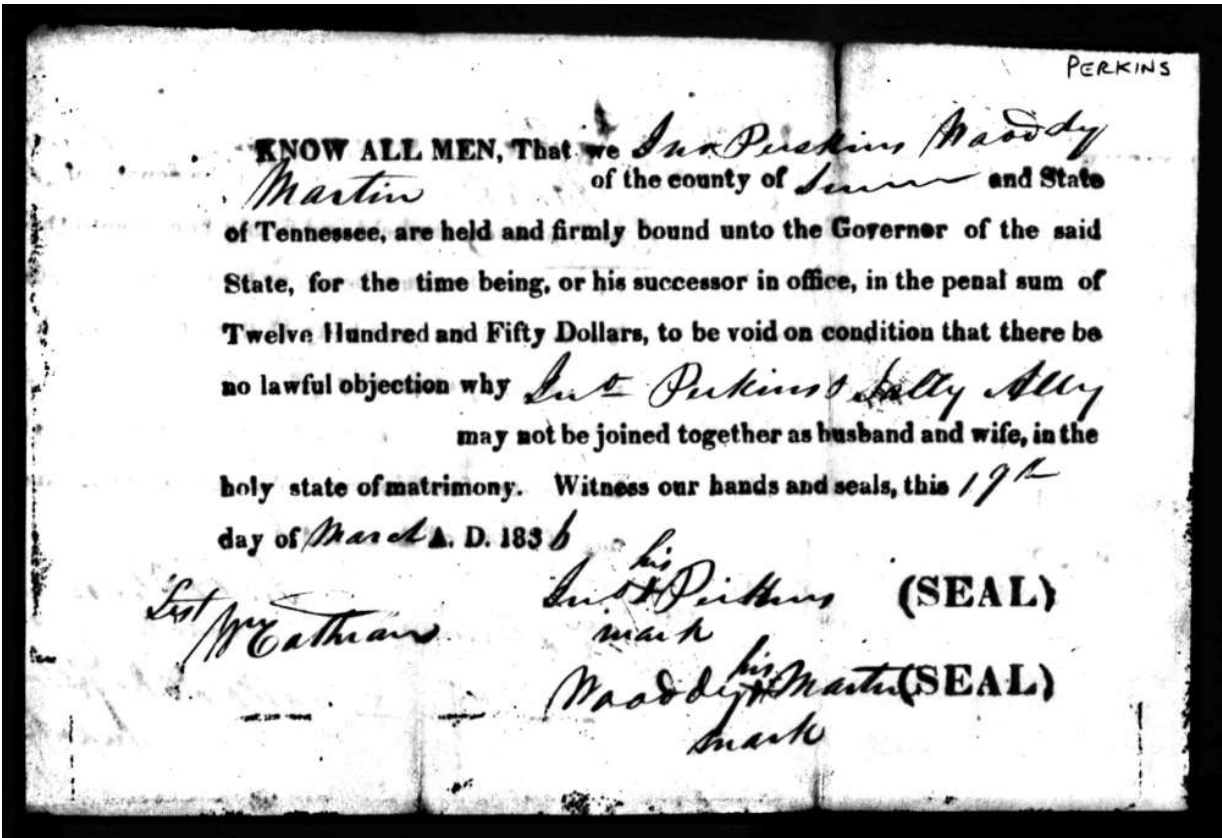 PERKINS
KNOW ALL MEN, That we Jno Perkins Wooddy
Martin of the county of Sumner and State
of Tennessee, are held and firmly bound unto the Governor of the said
State, for the time being, or his successor in office, in the penal sum of
Twelve Hundred and Fifty Dollars, to be void on condition that there be
no lawful objection why Jno Perkins & Sally Ally
may not be joined together as husband and wife, in the
holy state of matrimony. Witness our hands and seals, this 19th
day of March A. D. 1836
his
Test Jno X Perkins (SEAL)
Wm mark
his
Wooddy X Martin (SEAL)
mark